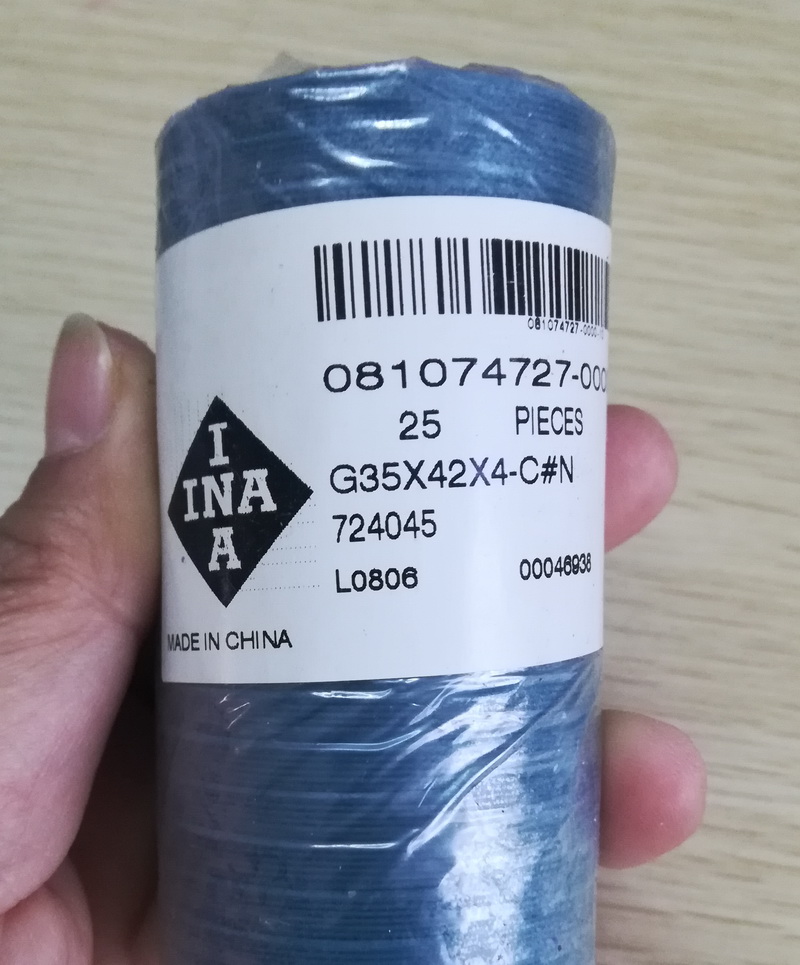 081074727-000
081074727-000
25 PIECES
G35X42X4-C#N
724045
L0806 00046938
I
INA
A
MADE IN CHINA